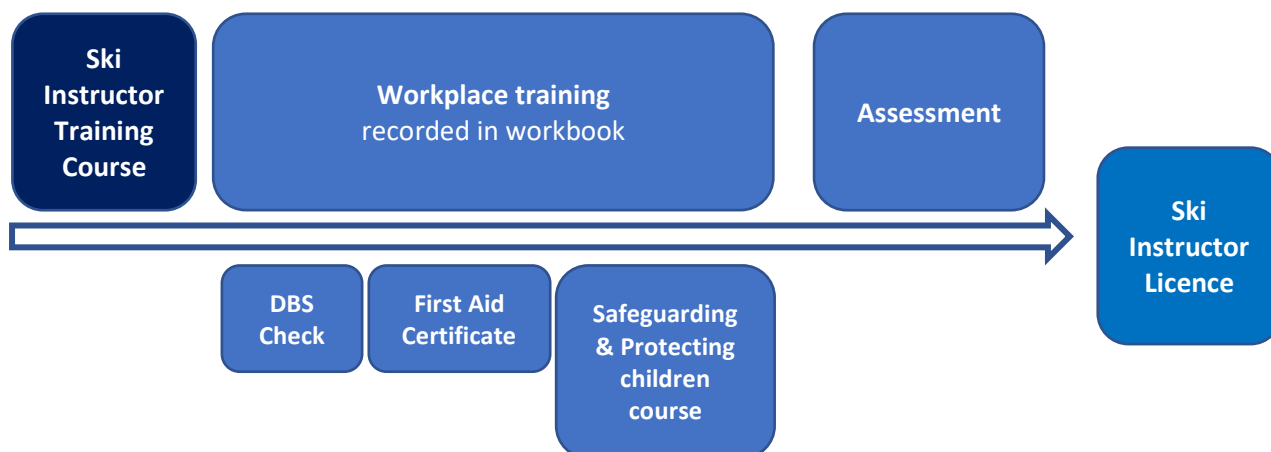 Ski
Instructor
Training
Course
Workplace training
recorded in workbook
Assessment
Ski
Instructor
Licence
DBS
Check
First Aid
Certificate
Safeguarding
& Protecting
children
course